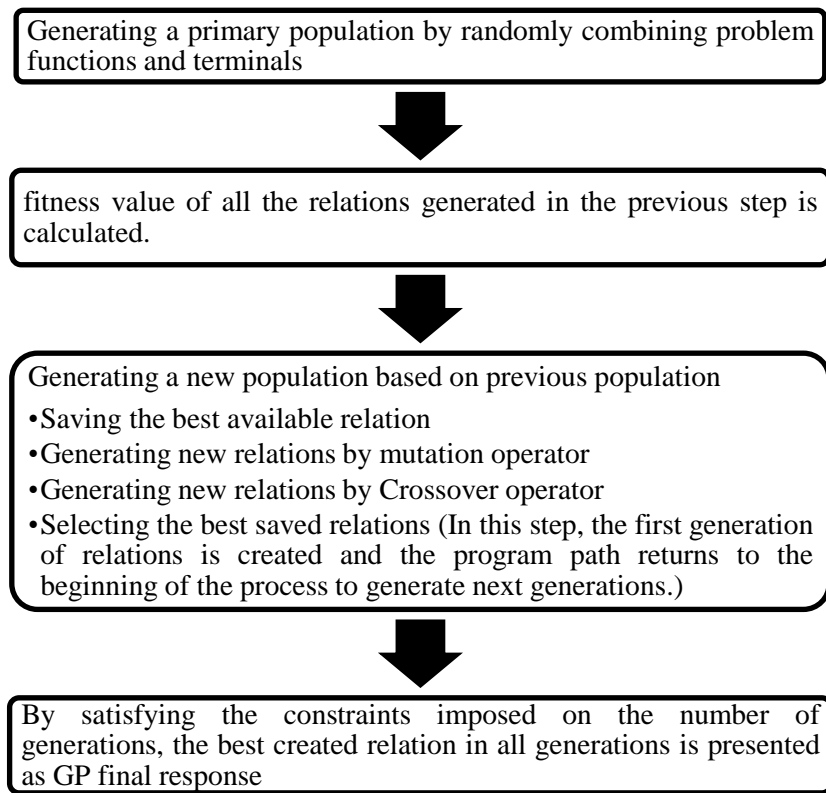 Generating a primary population by randomly combining problem
functions and terminals
fitness value of all the relations generated in the previous step is
calculated.
Generating a new population based on previous population
•Saving the best available relation
•Generating new relations by mutation operator
•Generating new relations by Crossover operator
•Selecting the best saved relations (In this step, the first generation
of relations is created and the program path returns to the
beginning of the process to generate next generations.)
By satisfying the constraints imposed on the number of
generations, the best created relation in all generations is presented
as GP final response